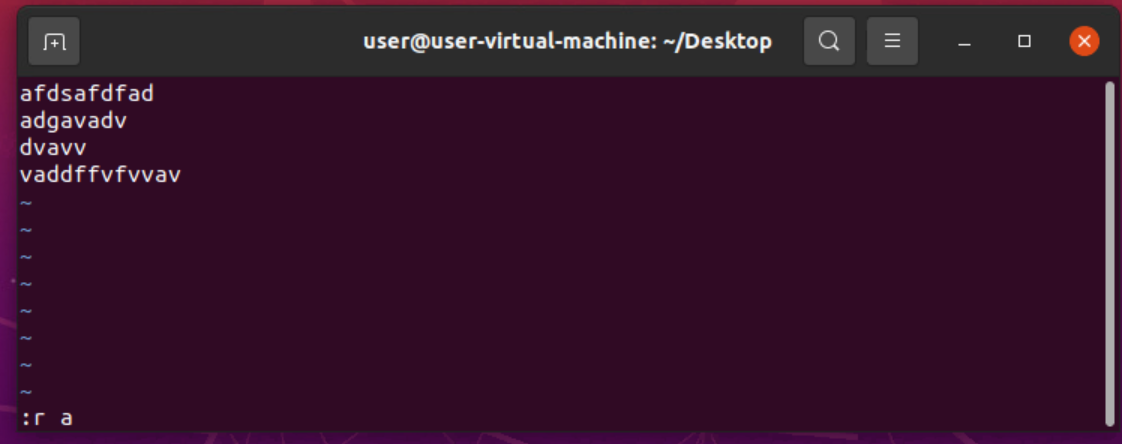 user@user-virtual-machine: ~/Desktop
afdsafdfad
adgavadv
dvavv
vaddffvfvvav
~
~
~
~
~
~
~
~
:r a